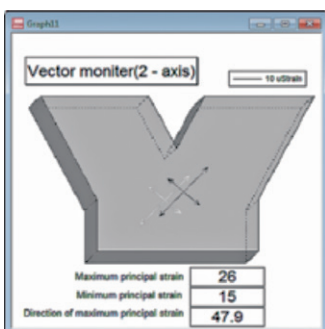 Graph11
Vector moniter(2 - axis)
10 uStrain
Maximum principal strain 26
Minimum principal strain 15
Direction of maximum principal strain 47.9